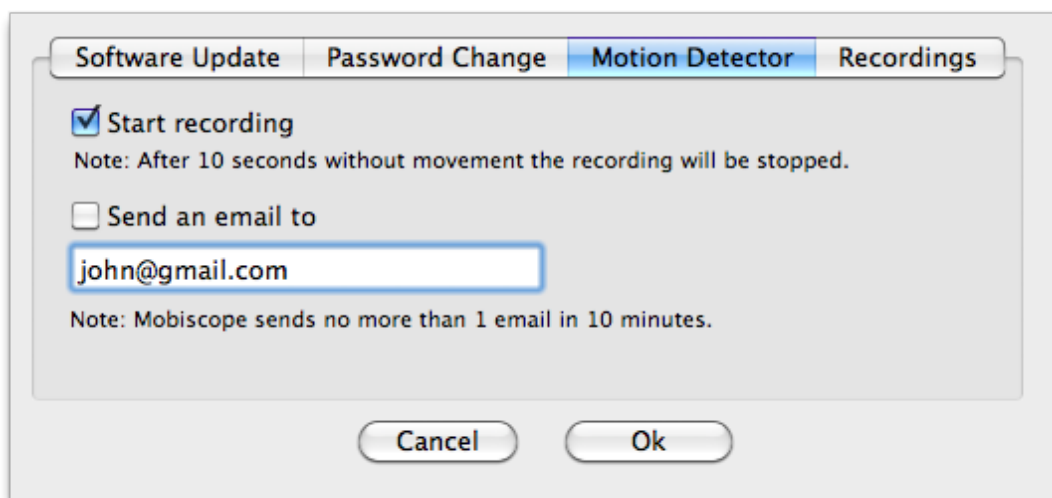 Software Update Password Change Motion Detector Recordings
Start recording
Note: After 10 seconds without movement the recording will be stopped.
Send an email to
john@gmail.com
Note: Mobiscope sends no more than 1 email in 10 minutes.
Cancel Ok